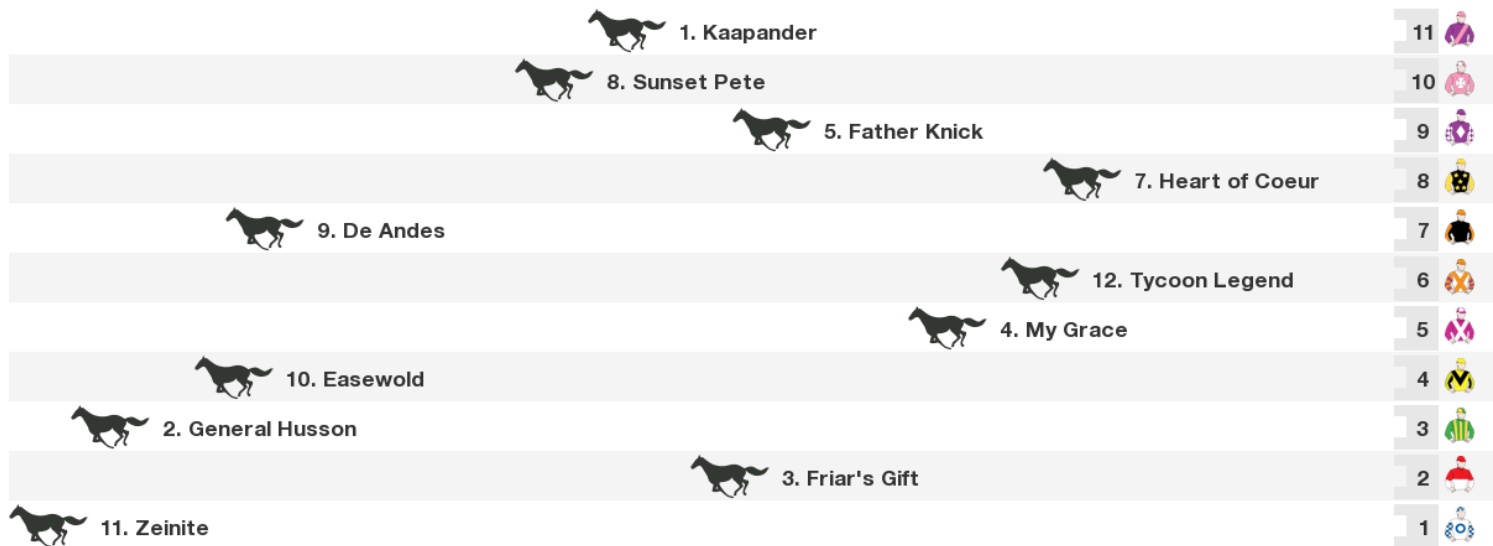 1. Kaapander 11
8. Sunset Pete 10
5. Father Knick 9
7. Heart of Coeur 8
9. De Andes 7
12. Tycoon Legend 6
4. My Grace 5
10. Easewold 4
2. General Husson 3
3. Friar's Gift 2
11. Zeinite 1